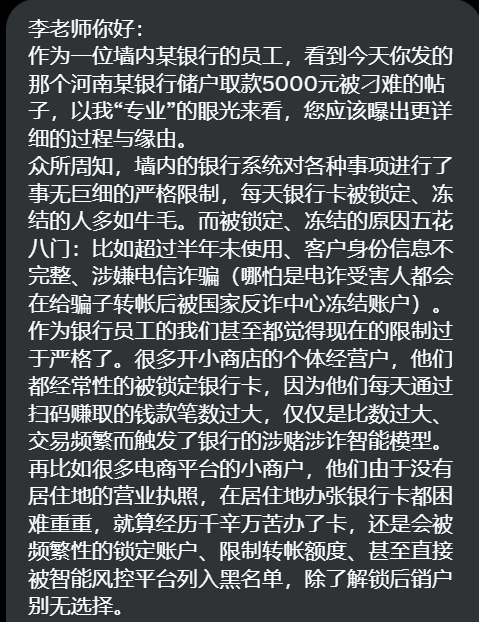 李老师你好：
作为一位墙内某银行的员工，看到今天你发的
那个河南某银行储户取款5000元被刁难的帖
子，以我“专业”的眼光来看，您应该曝出更详
细的过程与缘由。
众所周知，墙内的银行系统对各种事项进行了
事无巨细的严格限制，每天银行卡被锁定、冻
结的人多如牛毛。而被锁定、冻结的原因五花
八门：比如超过半年未使用、客户身份信息不
完整、涉嫌电信诈骗（哪怕是电诈受害人都会
在给骗子转帐后被国家反诈中心冻结账户）。
作为银行员工的我们甚至都觉得现在的限制过
于严格了。很多开小商店的个体经营户，他们
都经常性的被锁定银行卡，因为他们每天通过
扫码赚取的钱款笔数过大，仅仅是比数过大、
交易频繁而触发了银行的涉赌涉诈智能模型。
再比如很多电商平台的小商户，他们由于没有
居住地的营业执照，在居住地办张银行卡都困
难重重，就算经历千辛万苦办了卡，还是会被
频繁性的锁定账户、限制转帐额度、甚至直接
被智能风控平台列入黑名单，除了解锁后销户
别无选择。